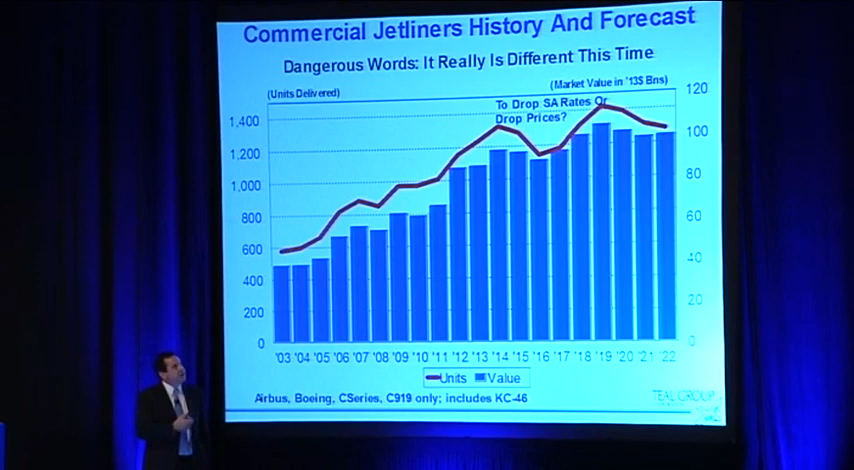 Commercial Jetliners History And Forecast
Dangerous Words: It Really Is Different This Time
(Units Delivered)
(Market Value in '13$ Bns)
To Drop SA Rates Or
Drop Prices?
1,400
1,200
1,000
800
600
400
200
0
120
100
80
60
40
20
0
'03 '04 '05 '06 '07 '08 '09 '10 '11 '12 '13 '14 '15 '16 '17 '18 '19 '20 '21 '22
Units Value
Airbus, Boeing, CSeries, C919 only; includes KC-46
TEAL GROUP